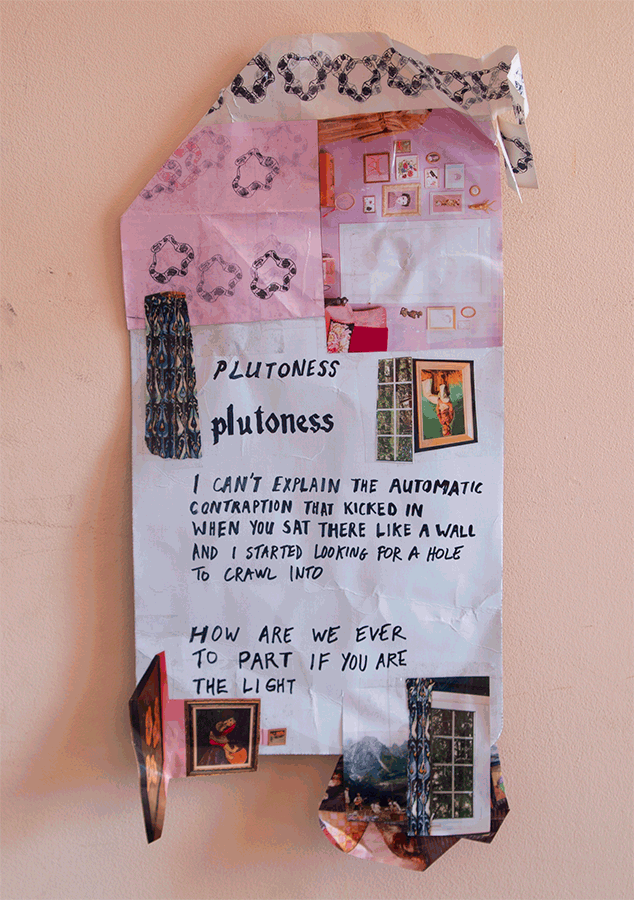 PLUTONESS
plutoness
I CAN'T EXPLAIN THE AUTOMATIC
CONTRAPTION THAT KICKED IN
WHEN YOU SAT THERE LIKE A WALL
AND I STARTED LOOKING FOR A HOLE
TO CRAWL INTO
HOW ARE WE EVER
TO PART IF YOU ARE
THE LIGHT